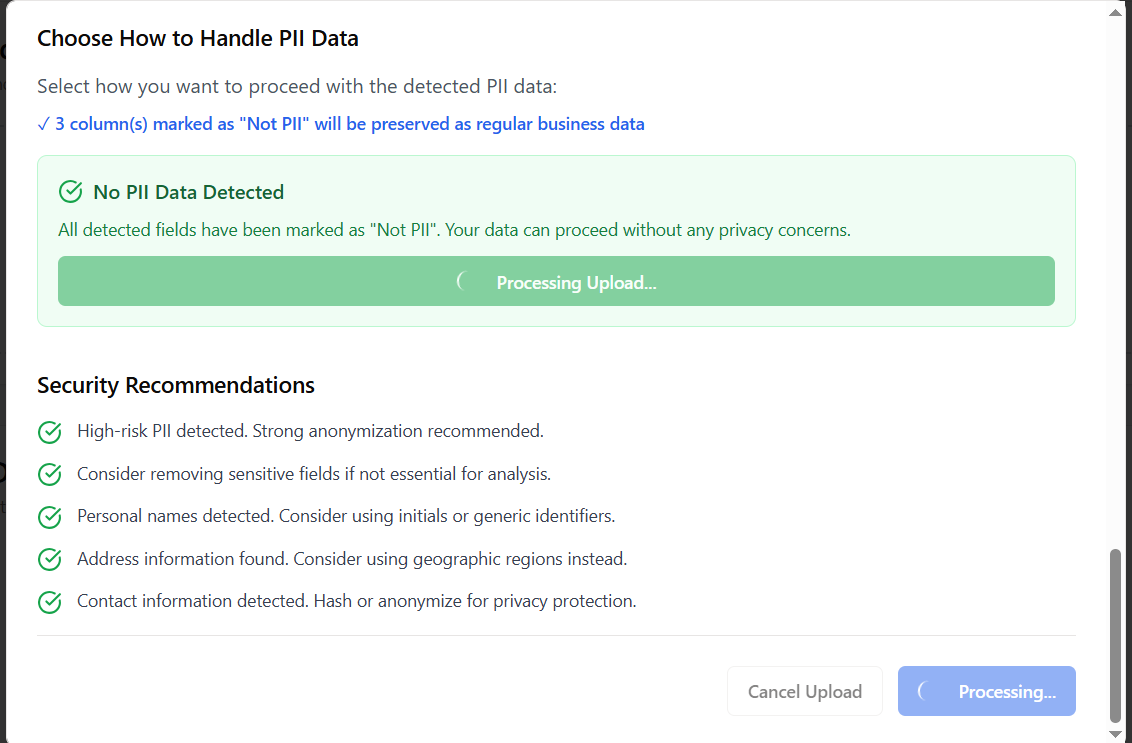 Choose How to Handle PII Data
Select how you want to proceed with the detected PII data:
✓ 3 column(s) marked as "Not PII" will be preserved as regular business data
No PII Data Detected
All detected fields have been marked as "Not PII". Your data can proceed without any privacy concerns.
Processing Upload...
Security Recommendations
High-risk PII detected. Strong anonymization recommended.
Consider removing sensitive fields if not essential for analysis.
Personal names detected. Consider using initials or generic identifiers.
Address information found. Consider using geographic regions instead.
Contact information detected. Hash or anonymize for privacy protection.
Cancel Upload
Processing...